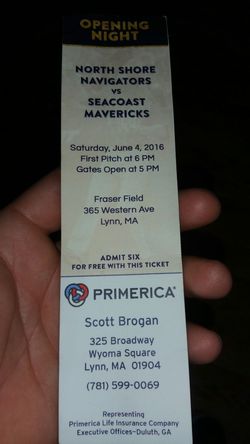 OPENING
NIGHT
NORTH SHORE
NAVIGATORS
VS
SEACOAST
MAVERICKS
Saturday, June 4, 2016
First Pitch at 6 PM
Gates Open at 5 PM
Fraser Field
365 Western Ave
Lynn, MA
ADMIT SIX
FOR FREE WITH THIS TICKET
PRIMERICA®
Scott Brogan
325 Broadway
Wyoma Square
Lynn, MA 01904
(781) 599-0069
Representing
Primerica Life Insurance Company
Executive Offices-Duluth, GA